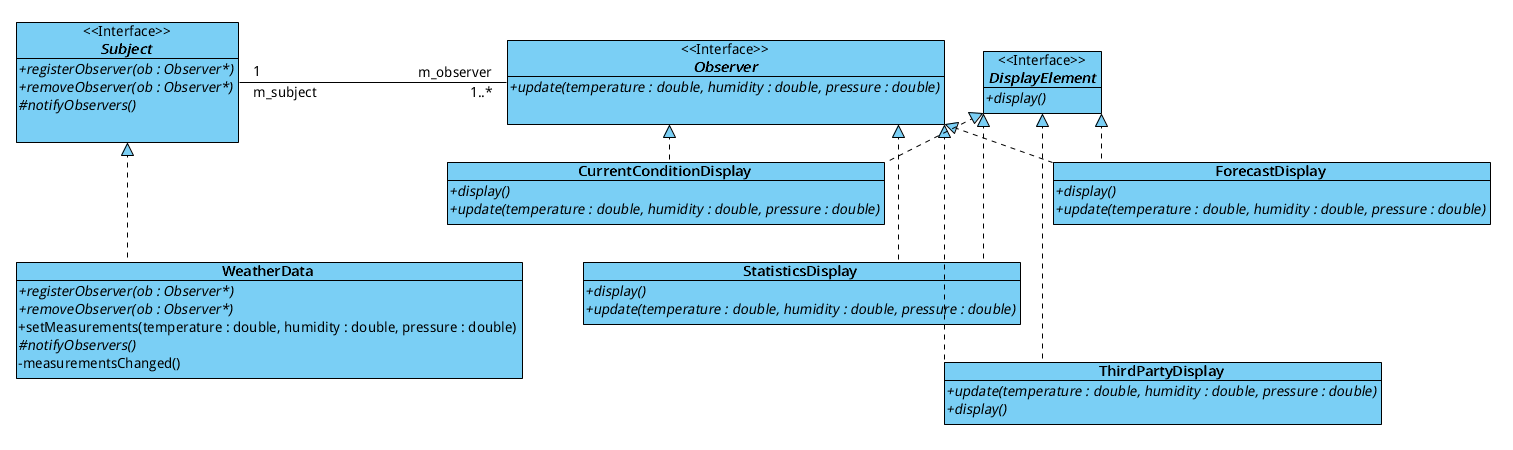 <<Interface>>
Subject
+registerObserver(ob : Observer*)
+removeObserver(ob : Observer*)
#notifyObservers()
1
m_subject
m_observer
1..*
<<Interface>>
Observer
+update(temperature : double, humidity : double, pressure : double)
<<Interface>>
DisplayElement
+display()
CurrentConditionDisplay
+display()
+update(temperature : double, humidity : double, pressure : double)
ForecastDisplay
+display()
+update(temperature : double, humidity : double, pressure : double)
WeatherData
+registerObserver(ob : Observer*)
+removeObserver(ob : Observer*)
+setMeasurements(temperature : double, humidity : double, pressure : double)
#notifyObservers()
-measurementsChanged()
StatisticsDisplay
+display()
+update(temperature : double, humidity : double, pressure : double)
ThirdPartyDisplay
+update(temperature : double, humidity : double, pressure : double)
+display()